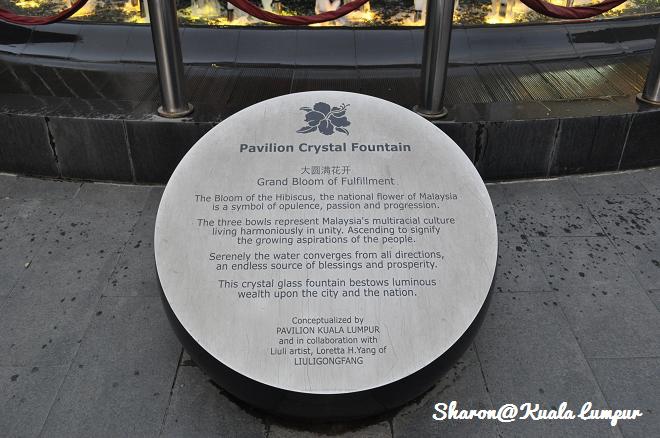 Pavilion Crystal Fountain
大圆满花开
Grand Bloom of Fulfillment
The Bloom of the Hibiscus, the national flower of Malaysia
is a symbol of opulence, passion and progression.
The three bowls represent Malaysia's multiracial culture
living harmoniously in unity. Ascending to signify
the growing aspirations of the people.
Serenely the water converges from all directions,
an endless source of blessings and prosperity.
This crystal glass fountain bestows luminous
wealth upon the city and the nation.
Conceptualized by
PAVILION KUALA LUMPUR
and in collaboration with
Liuli artist, Loretta H.Yang of
LIULIGONGFANG
Sharon@Kuala Lumpur